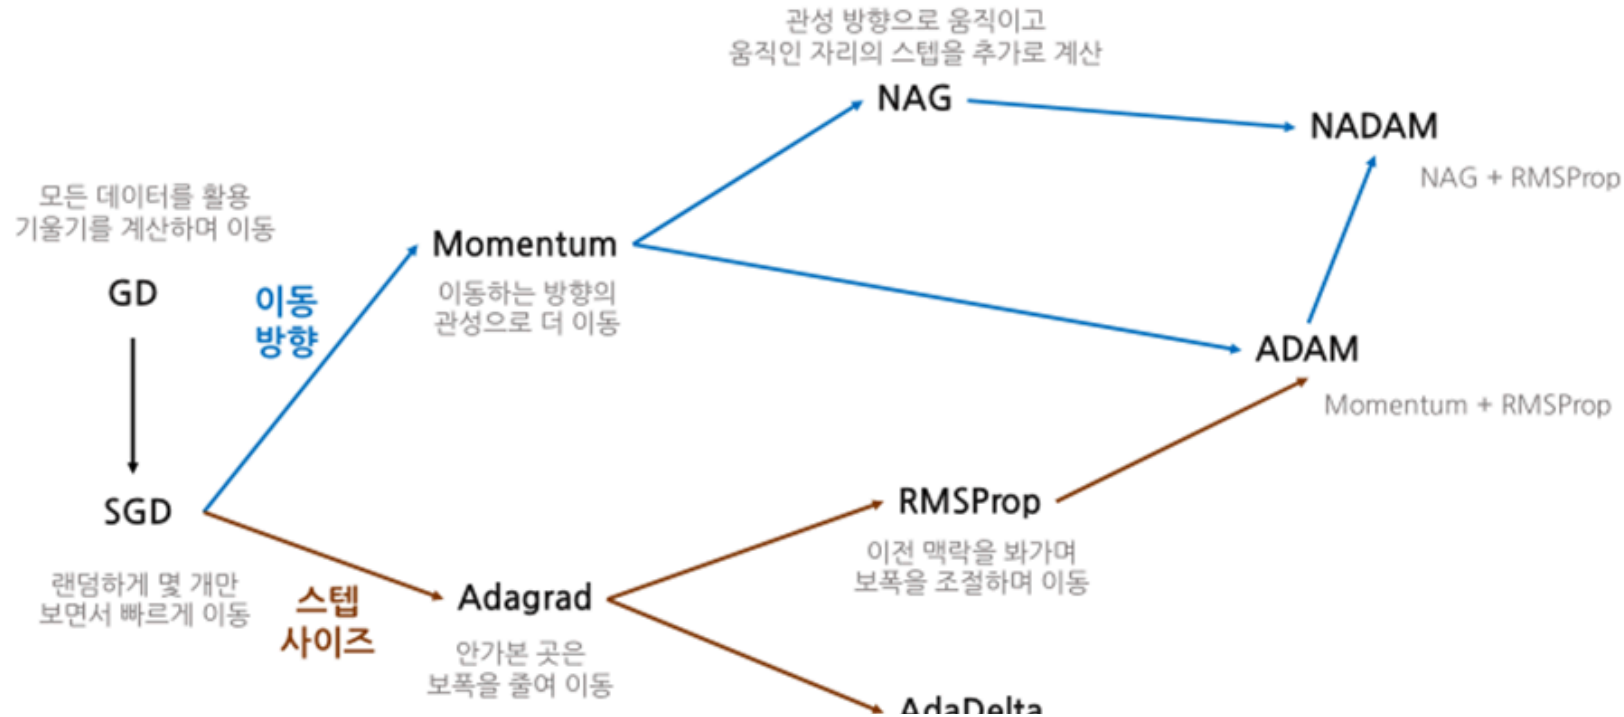 관성 방향으로 움직이고
움직인 자리의 스텝을 추가로 계산
NAG
NADAM
NAG + RMSProp
모든 데이터를 활용
기울기를 계산하며 이동
GD
이동
방향
Momentum
이동하는 방향의
관성으로 더 이동
ADAM
Momentum + RMSProp
SGD
랜덤하게 몇 개만
보면서 빠르게 이동
스텝
사이즈
Adagrad
안가본 곳은
보폭을 줄여 이동
RMSProp
이전 맥락을 봐가며
보폭을 조절하며 이동
AdaDelta